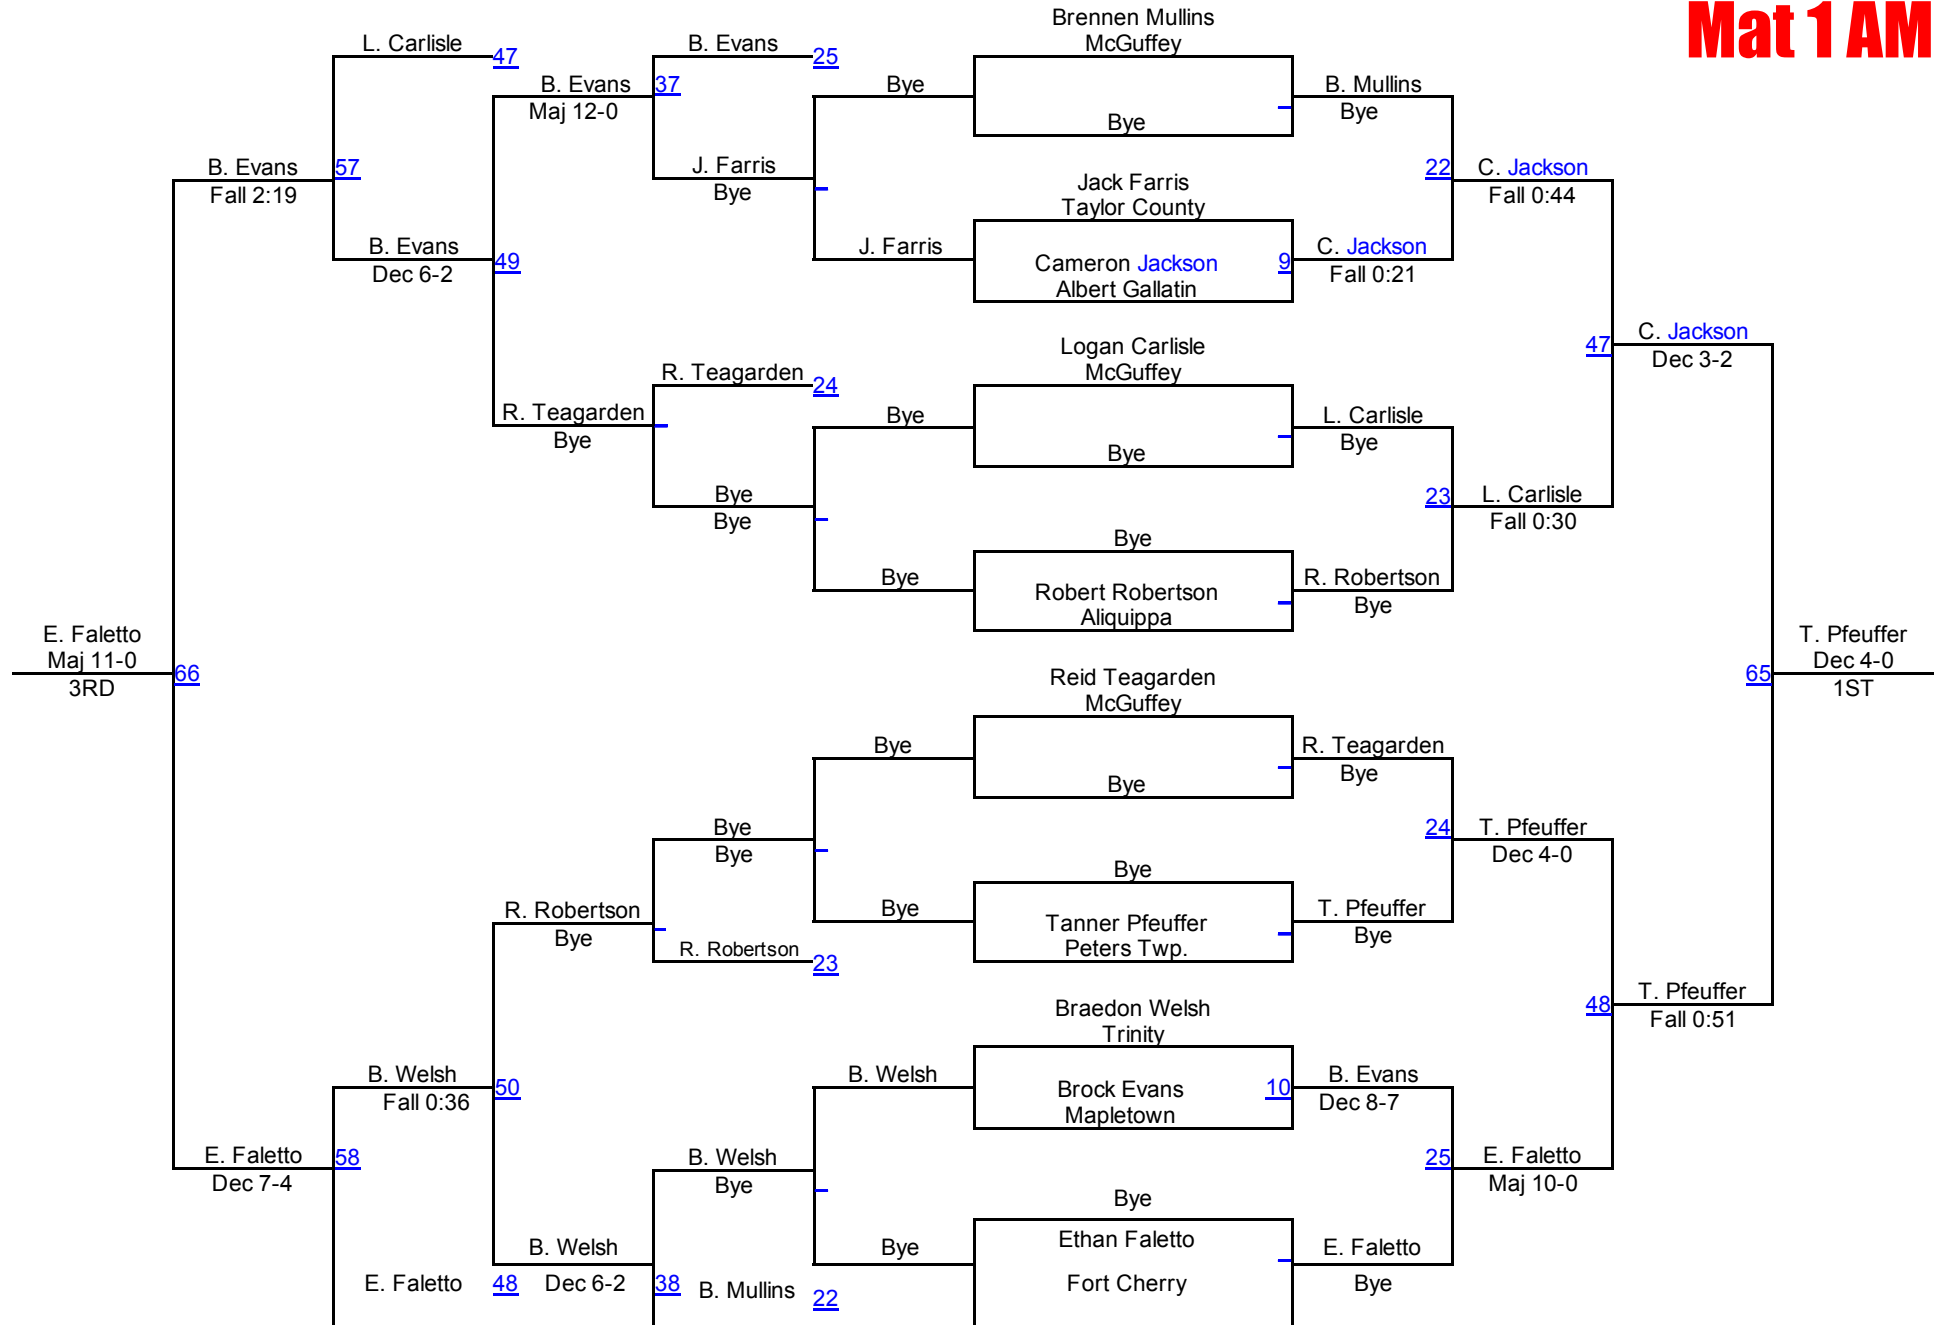 Mat 1 AM
Brennen Mullins
McGuffey
L. Carlisle
47
B. Evans
25
B. Evans
37
Maj 12-0
Bye
Bye
B. Mullins
Bye
B. Evans
57
Fall 2:19
J. Farris
Bye
Jack Farris
Taylor County
22
C. Jackson
Fall 0:44
B. Evans
49
Dec 6-2
J. Farris
Cameron Jackson
9
Albert Gallatin
C. Jackson
Fall 0:21
Logan Carlisle
McGuffey
47
C. Jackson
Dec 3-2
R. Teagarden
24
R. Teagarden
Bye
Bye
Bye
L. Carlisle
Bye
Bye
Bye
23
L. Carlisle
Fall 0:30
Bye
Bye
Robert Robertson
Aliquippa
R. Robertson
Bye
E. Faletto
Maj 11-0
66
3RD
T. Pfeuffer
Dec 4-0
65
1ST
Reid Teagarden
McGuffey
Bye
Bye
R. Teagarden
Bye
Bye
Bye
24
T. Pfeuffer
Dec 4-0
Bye
Bye
Tanner Pfeuffer
Peters Twp.
T. Pfeuffer
Bye
R. Robertson
Bye
R. Robertson
23
Braedon Welsh
Trinity
48
T. Pfeuffer
Fall 0:51
B. Welsh
50
Fall 0:36
B. Welsh
Brock Evans
10
Mapletown
B. Evans
Dec 8-7
E. Faletto
58
Dec 7-4
B. Welsh
Bye
25
E. Faletto
Maj 10-0
Bye
Bye
Ethan Faletto
Fort Cherry
E. Faletto
Bye
B. Welsh
Dec 6-2
38
E. Faletto
48
B. Mullins
22